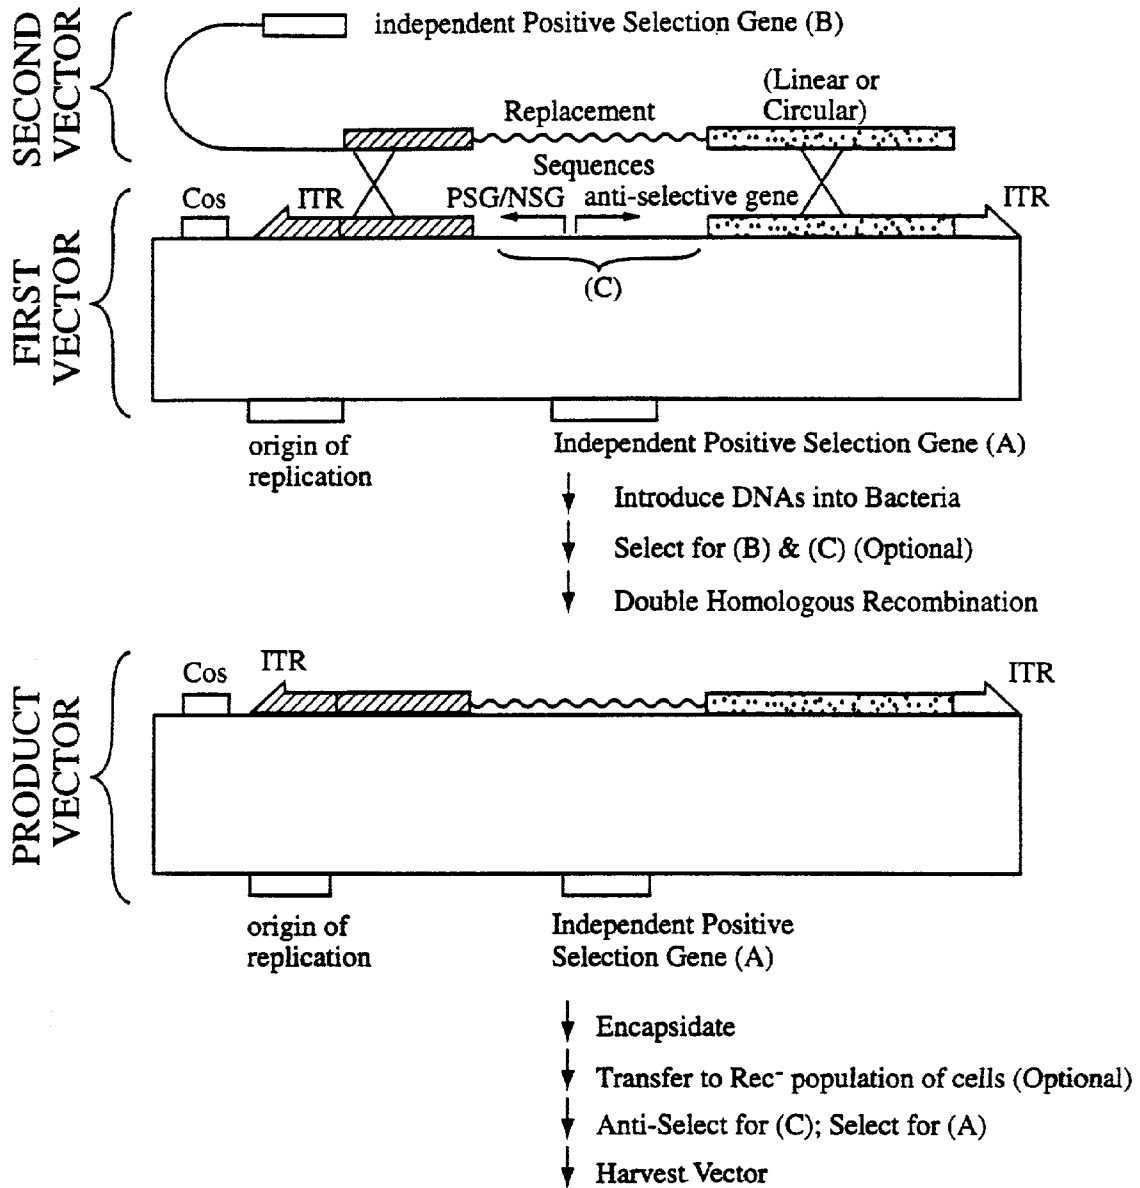 SECOND
VECTOR
independent Positive Selection Gene (B)
(Linear or
Circular)
Replacement
Sequences
FIRST
VECTOR
Cos
ITR
PSG/NSG
anti-selective gene
ITR
(C)
origin of
replication
Independent Positive Selection Gene (A)
Introduce DNAs into Bacteria
Select for (B) & (C) (Optional)
Double Homologous Recombination
PRODUCT
VECTOR
Cos
ITR
ITR
origin of
replication
Independent Positive
Selection Gene (A)
Encapsidate
Transfer to Rec- population of cells (Optional)
Anti-Select for (C); Select for (A)
Harvest Vector